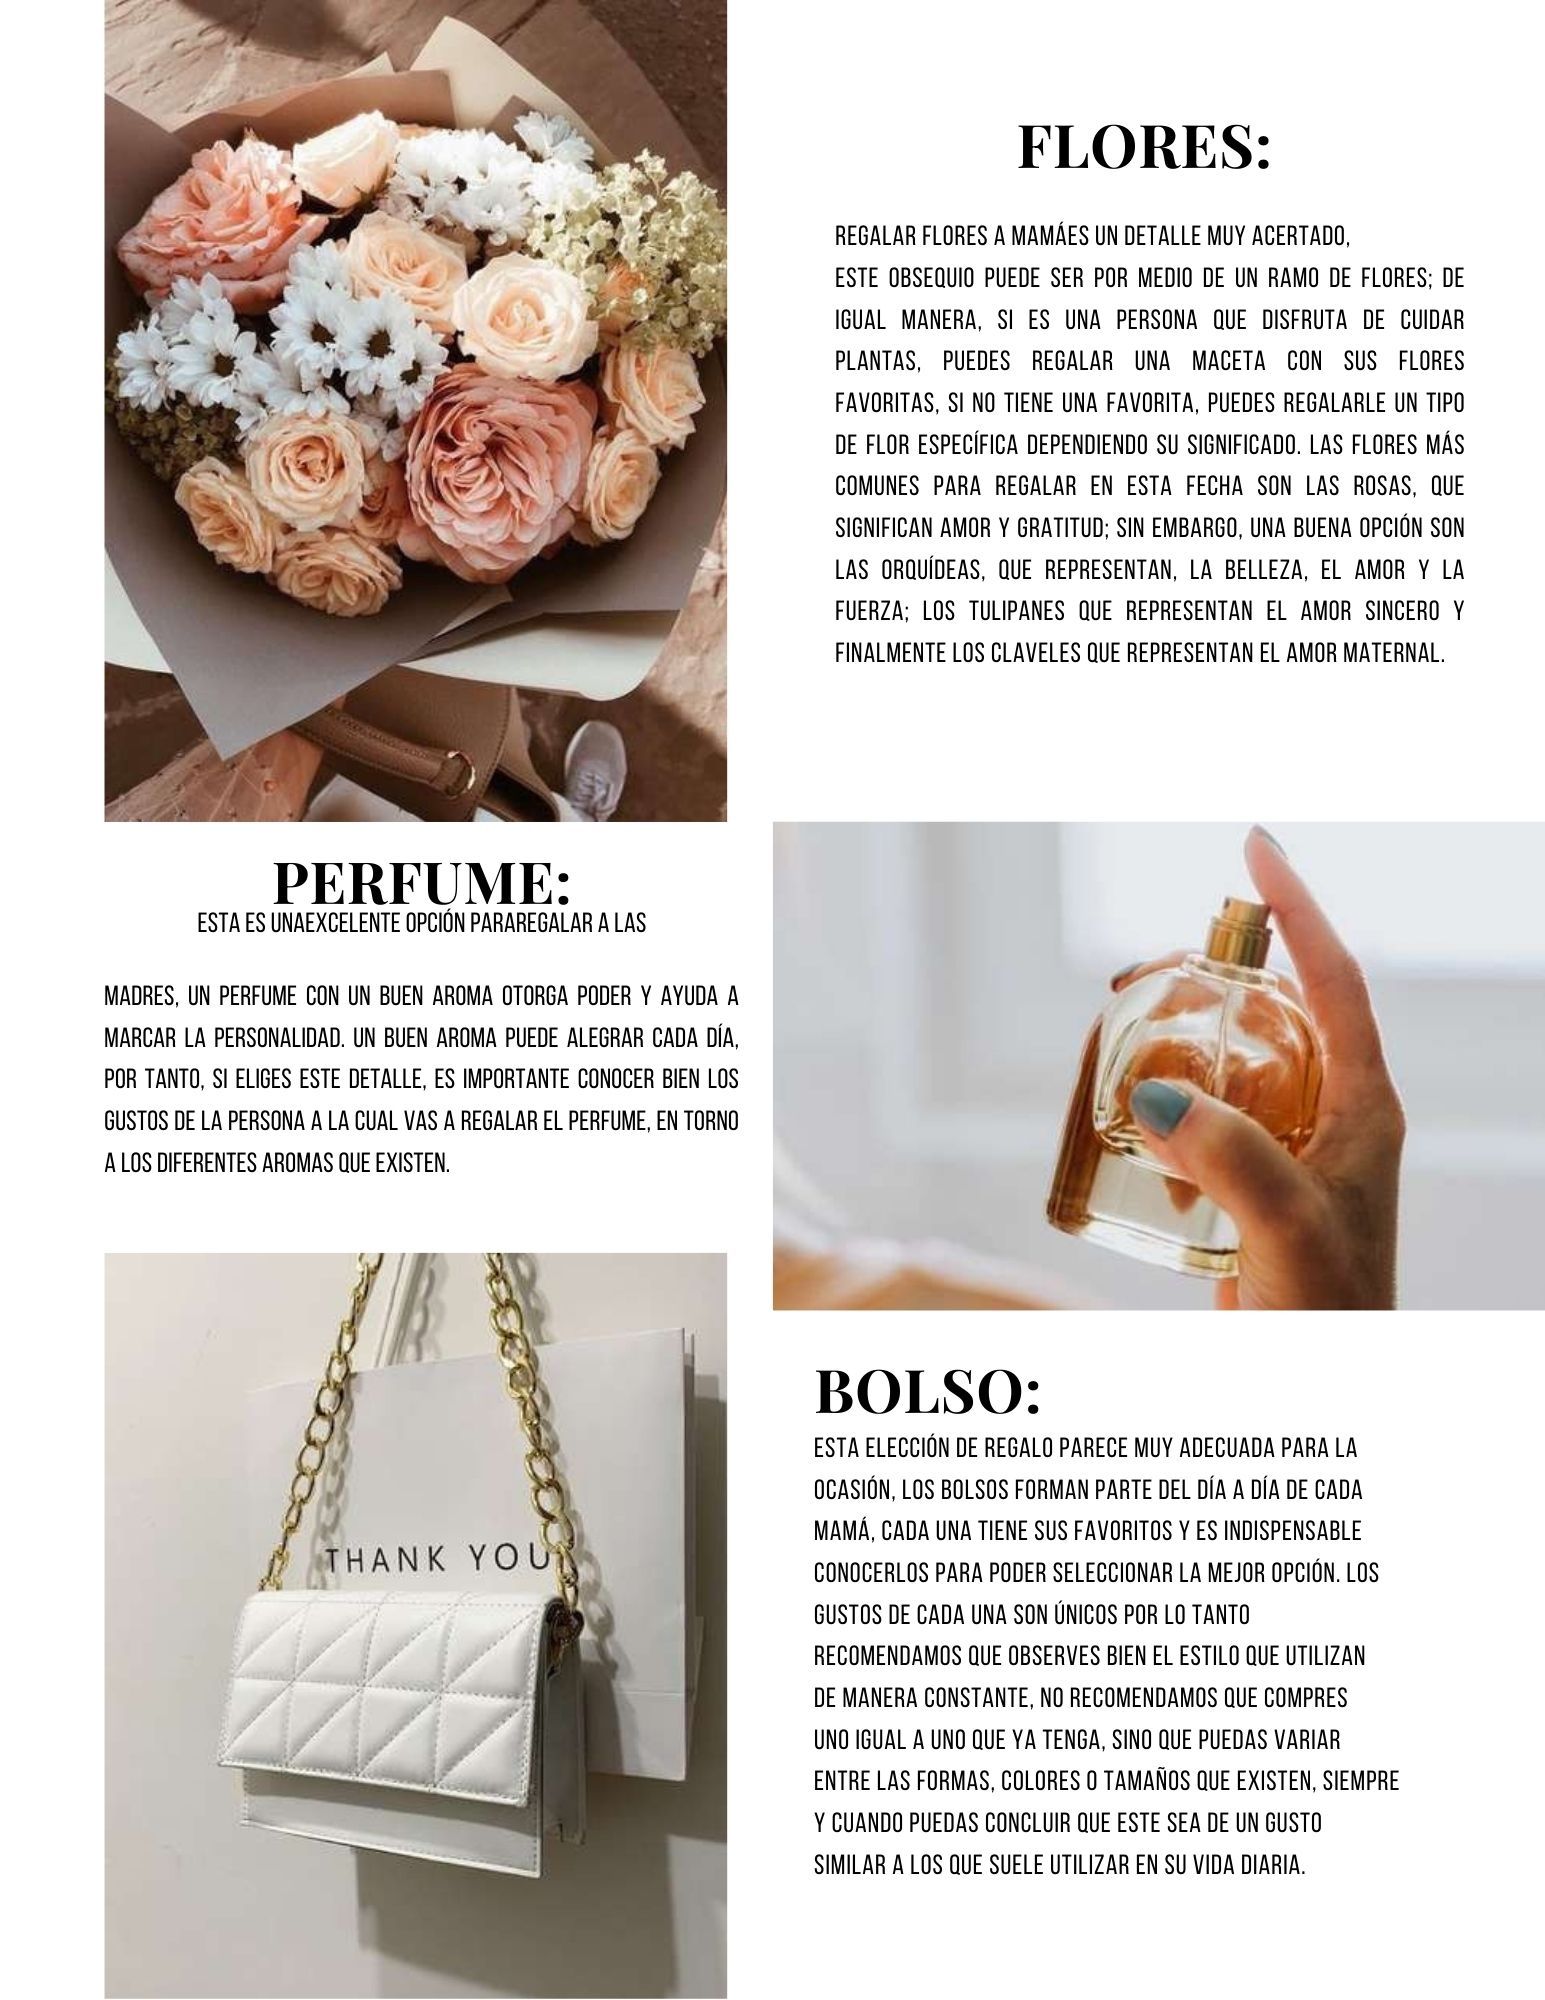 FLORES:
REGALAR FLORES A MAMÁES UN DETALLE MUY ACERTADO,
ESTE OBSEQUIO PUEDE SER POR MEDIO DE UN RAMO DE FLORES; DE
IGUAL MANERA, SI ES UNA PERSONA QUE DISFRUTA DE CUIDAR
PLANTAS, PUEDES REGALAR UNA MACETA CON SUS FLORES
FAVORITAS, SI NO TIENE UNA FAVORITA, PUEDES REGALARLE UN TIPO
DE FLOR ESPECÍFICA DEPENDIENDO SU SIGNIFICADO. LAS FLORES MÁS
COMUNES PARA REGALAR EN ESTA FECHA SON LAS ROSAS, QUE
SIGNIFICAN AMOR Y GRATITUD; SIN EMBARGO, UNA BUENA OPCIÓN SON
LAS ORQUÍDEAS, QUE REPRESENTAN, LA BELLEZA, EL AMOR Y LA
FUERZA; LOS TULIPANES QUE REPRESENTAN EL AMOR SINCERO Y
FINALMENTE LOS CLAVELES QUE REPRESENTAN EL AMOR MATERNAL.
PERFUME:
ESTA ES UNAEXCELENTE OPCIÓN PARAREGALAR A LAS
MADRES, UN PERFUME CON UN BUEN AROMA OTORGA PODER Y AYUDA A
MARCAR LA PERSONALIDAD. UN BUEN AROMA PUEDE ALEGRAR CADA DÍA,
POR TANTO, SI ELIGES ESTE DETALLE, ES IMPORTANTE CONOCER BIEN LOS
GUSTOS DE LA PERSONA A LA CUAL VAS A REGALAR EL PERFUME, EN TORNO
A LOS DIFERENTES AROMAS QUE EXISTEN.
THANK YOU
BOLSO:
ESTA ELECCIÓN DE REGALO PARECE MUY ADECUADA PARA LA
OCASIÓN, LOS BOLSOS FORMAN PARTE DEL DÍA A DÍA DE CADA
MAMÁ, CADA UNA TIENE SUS FAVORITOS Y ES INDISPENSABLE
CONOCERLOS PARA PODER SELECCIONAR LA MEJOR OPCIÓN. LOS
GUSTOS DE CADA UNA SON ÚNICOS POR LO TANTO
RECOMENDAMOS QUE OBSERVES BIEN EL ESTILO QUE UTILIZAN
DE MANERA CONSTANTE, NO RECOMENDAMOS QUE COMPRES
UNO IGUAL A UNO QUE YA TENGA, SINO QUE PUEDAS VARIAR
ENTRE LAS FORMAS, COLORES O TAMAÑOS QUE EXISTEN, SIEMPRE
Y CUANDO PUEDAS CONCLUIR QUE ESTE SEA DE UN GUSTO
SIMILAR A LOS QUE SUELE UTILIZAR EN SU VIDA DIARIA.